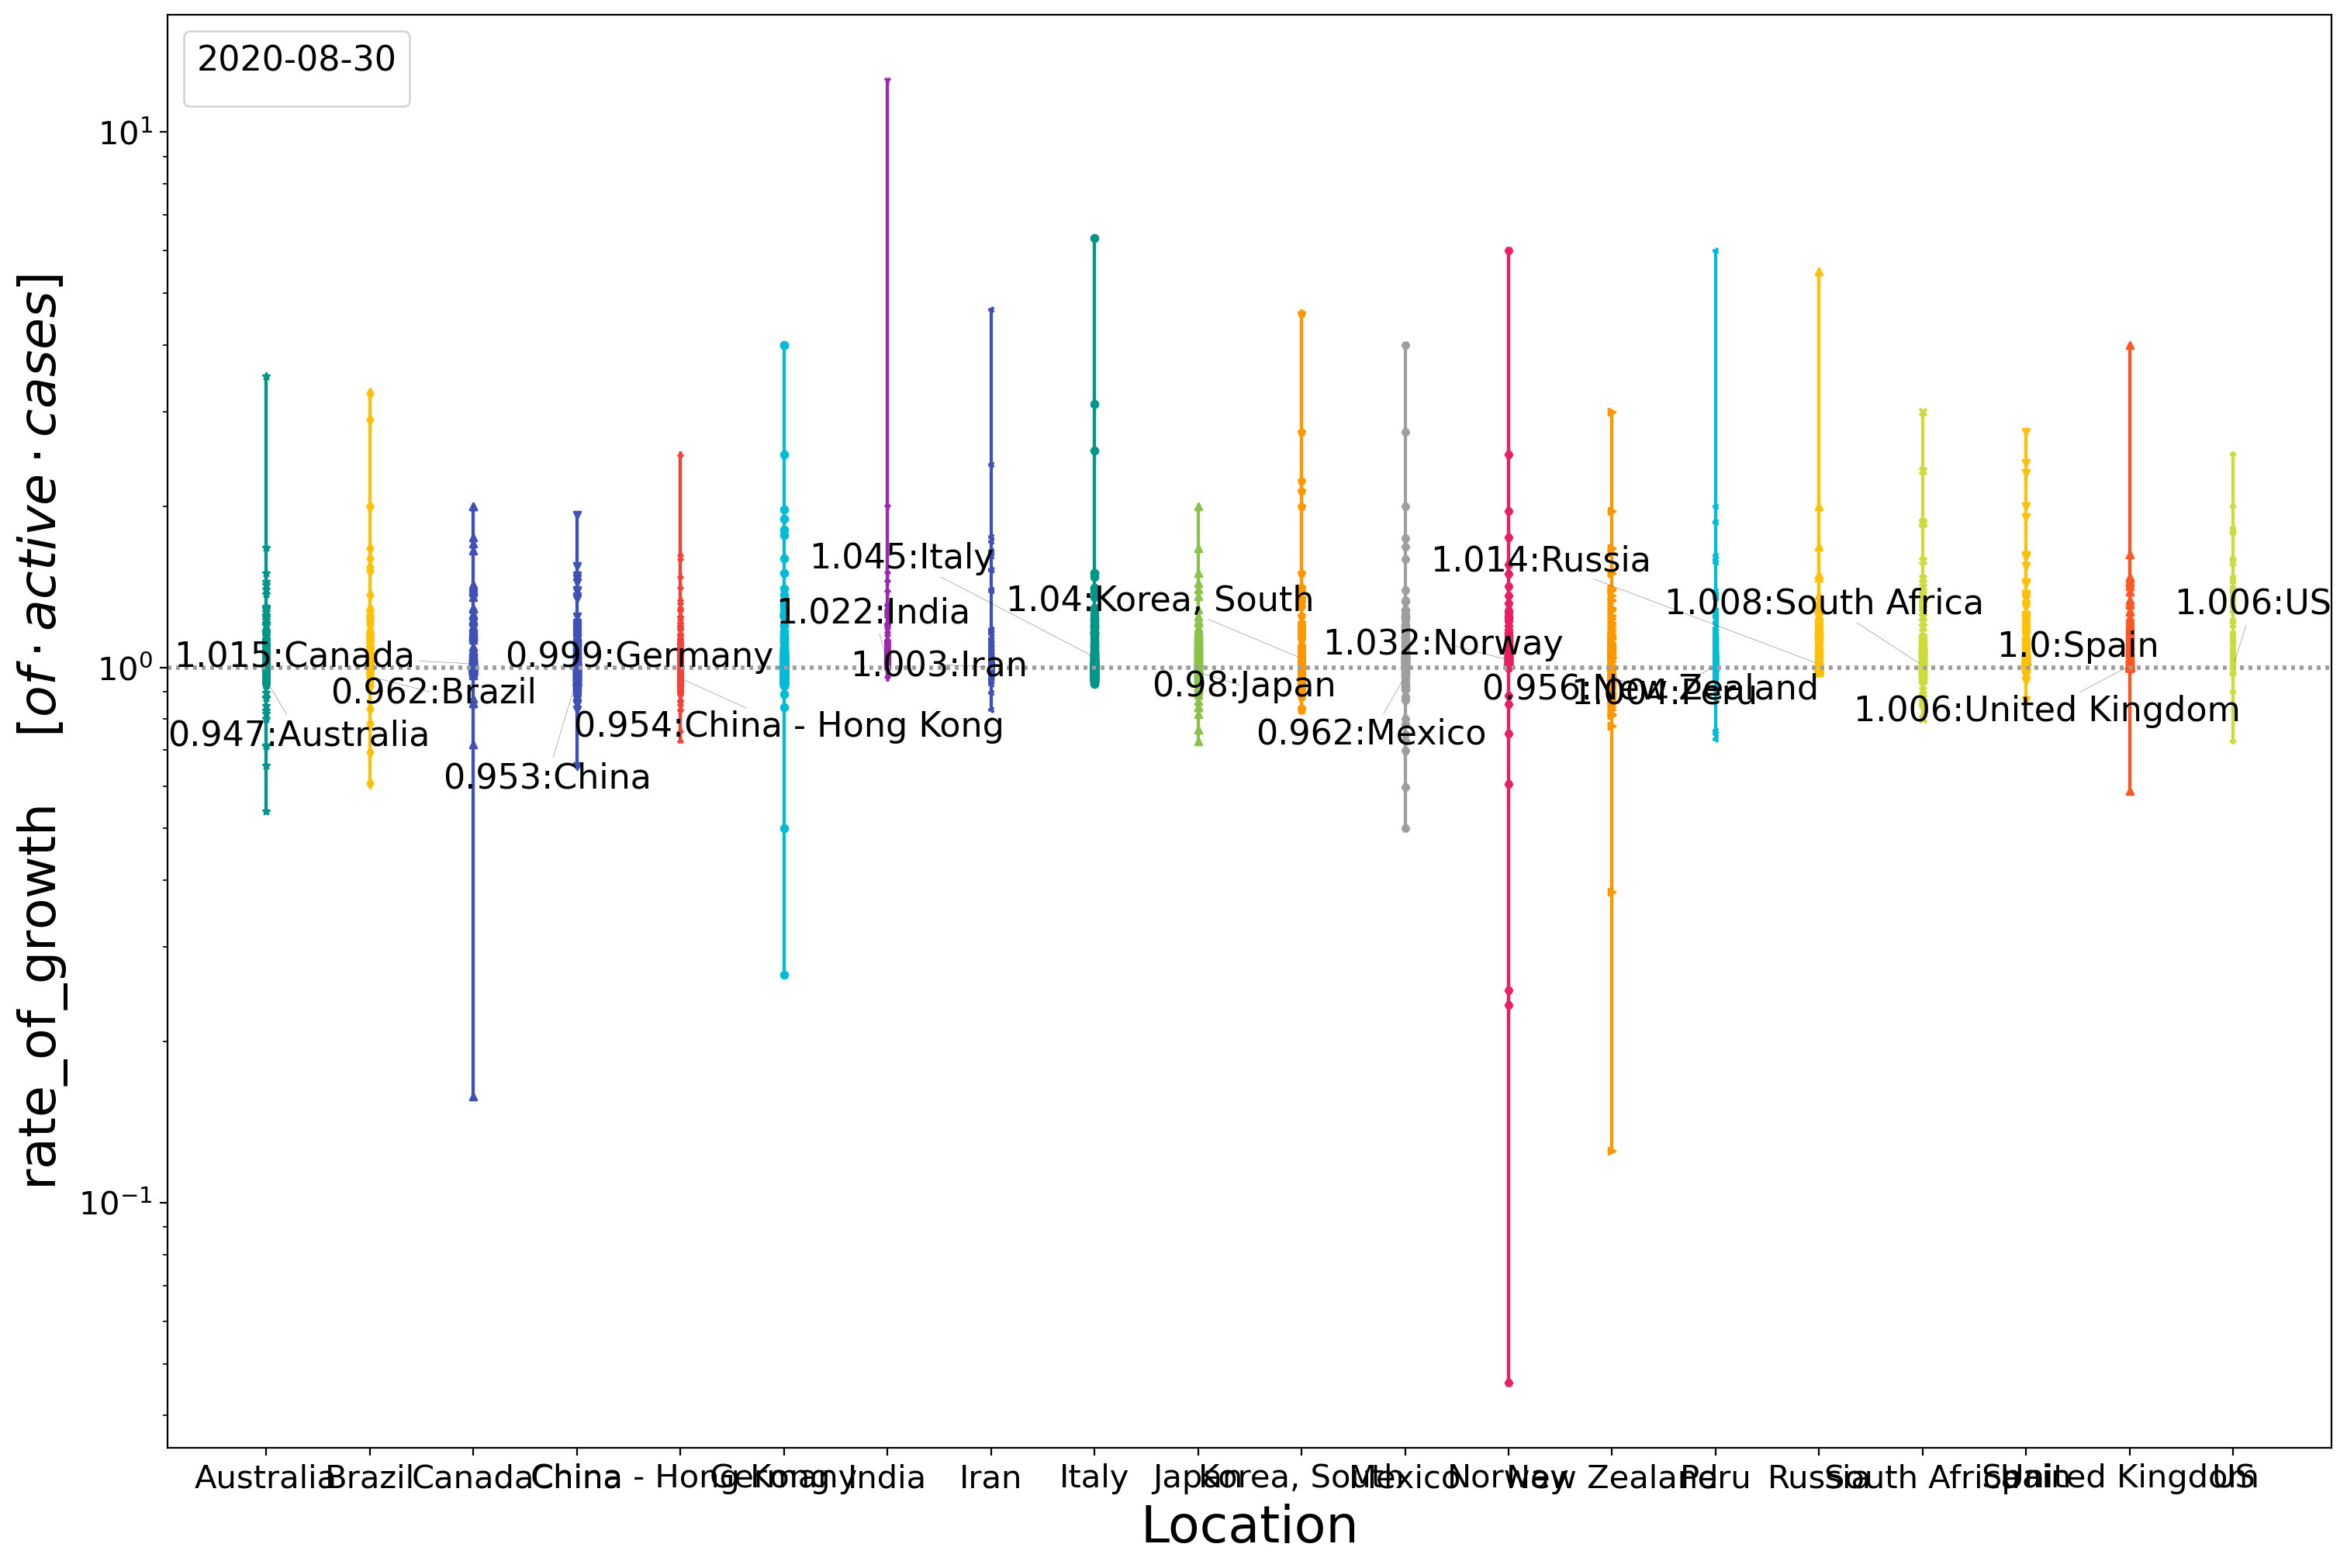 2020-08-30
10¹
10⁰
10⁻¹
rate_of_growth [of · active · cases]
1.045:Italy
1.014:Russia
1.022:India
1.04:Korea, South
1.008:South Africa
1.006:US
1.015:Canada
0.999:Germany
1.003:Iran
1.032:Norway
1.0:Spain
0.962:Brazil
0.98:Japan
0.956:New Zealand
1.004:Peru
0.947:Australia
0.954:China - Hong Kong
0.962:Mexico
1.006:United Kingdom
0.953:China
Australia Brazil Canada China China - Hong Kong Germany India Iran Italy Japan Korea, South Mexico Norway New Zealand Peru Russia South Africa Spain United Kingdom US
Location